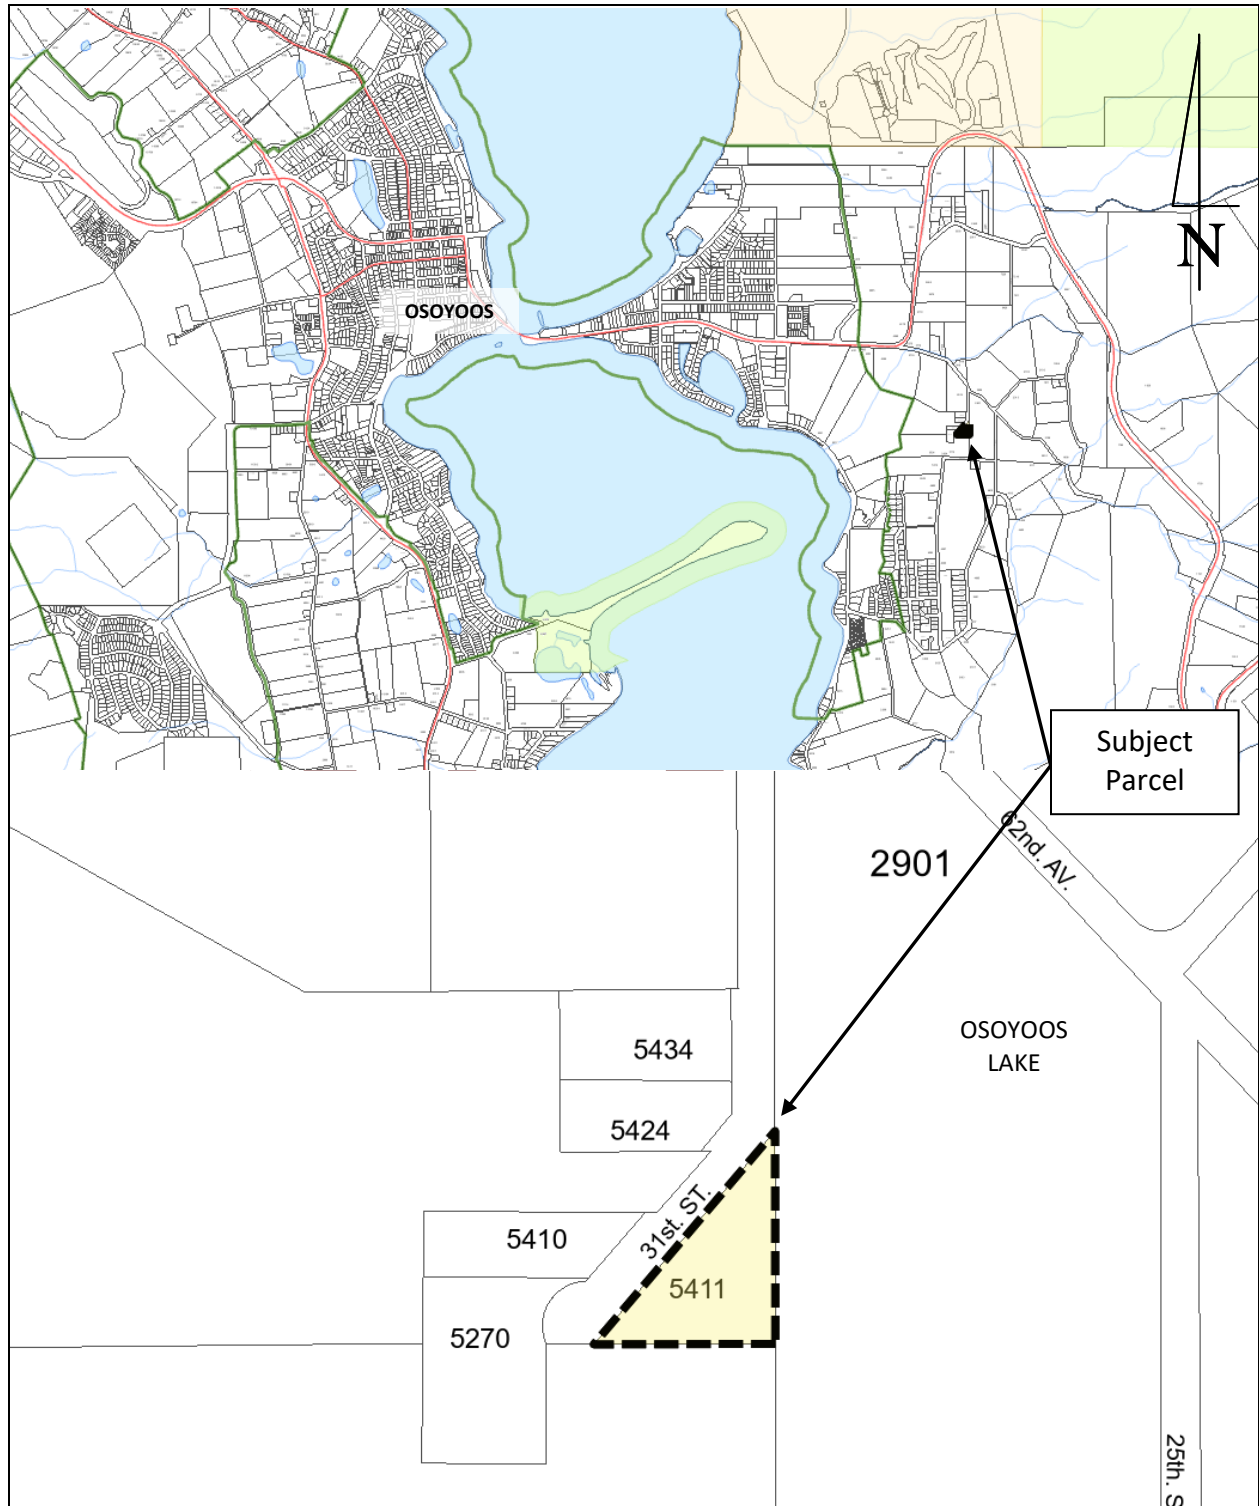 N
OSOYOOS
Subject
Parcel
62nd. AV.
2901
OSOYOOS
LAKE
5434
5424
31st. ST.
5410
5411
5270
25th. S